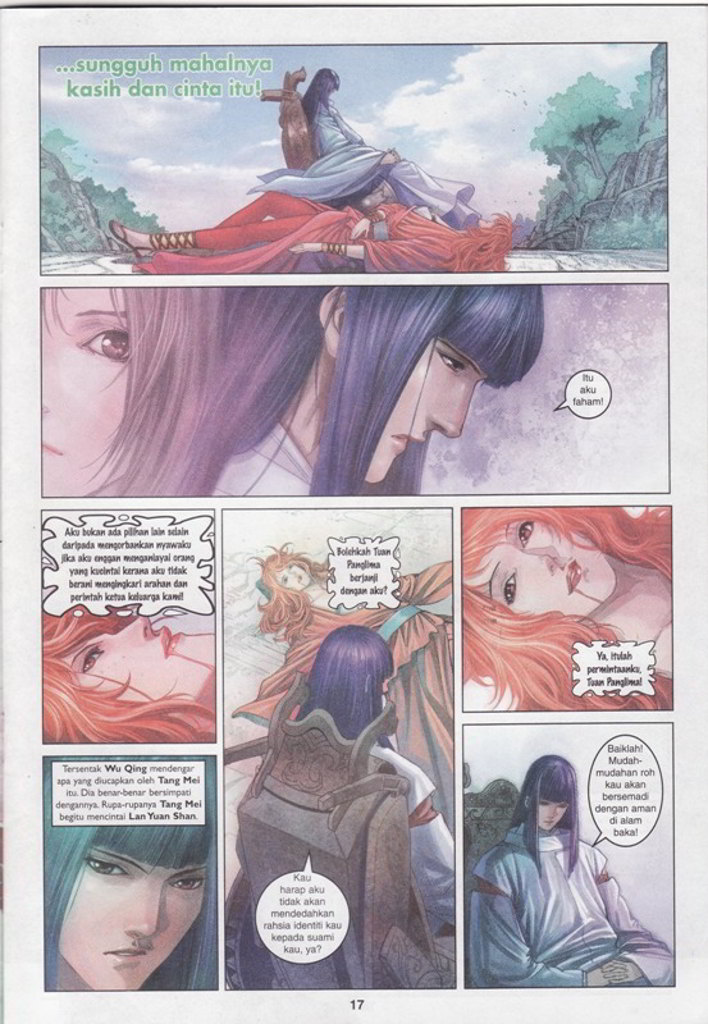 ...sungguh mahalnya
kasih dan cinta itu!
Itu
aku
faham!
Aku bukan ada pilihan lain selain
daripada mengorbankan nyawaku
jika aku enggan menganiayai orang
yang kucintai kerana aku tidak
berani mengingkari arahan dan
perintah ketua keluarga kami!
Bolehkah Tuan
Panglima
berjanji
dengan aku?
Ya, itulah
permintaanku,
Tuan Panglima!
Tersentak Wu Qing mendengar
apa yang diucapkan oleh Tang Mei
itu. Dia benar-benar bersimpati
dengannya. Rupa-rupanya Tang Mei
begitu mencintai Lan Yuan Shan.
Kau
harap aku
tidak akan
mendedahkan
rahsia identiti kau
kepada suami
kau, ya?
Baiklah!
Mudah-
mudahan roh
kau akan
bersemadi
dengan aman
di alam
baka!
17